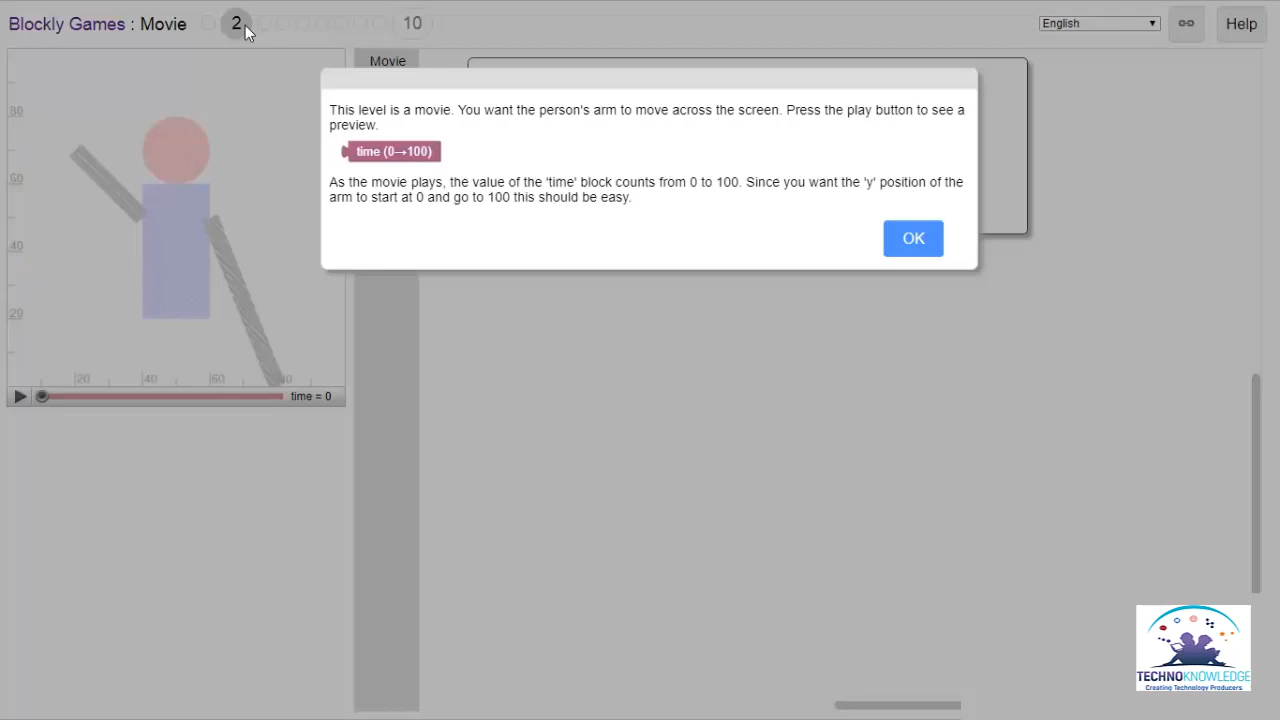 Blockly Games : Movie 2 10 English Help
Movie
This level is a movie. You want the person's arm to move across the screen. Press the play button to see a
preview.
time (0→100)
As the movie plays, the value of the 'time' block counts from 0 to 100. Since you want the 'y' position of the
arm to start at 0 and go to 100 this should be easy.
OK
80
60
40
20
20 40 60 80
time = 0
TECHNOKNOWLEDGE
Creating Technology Producers